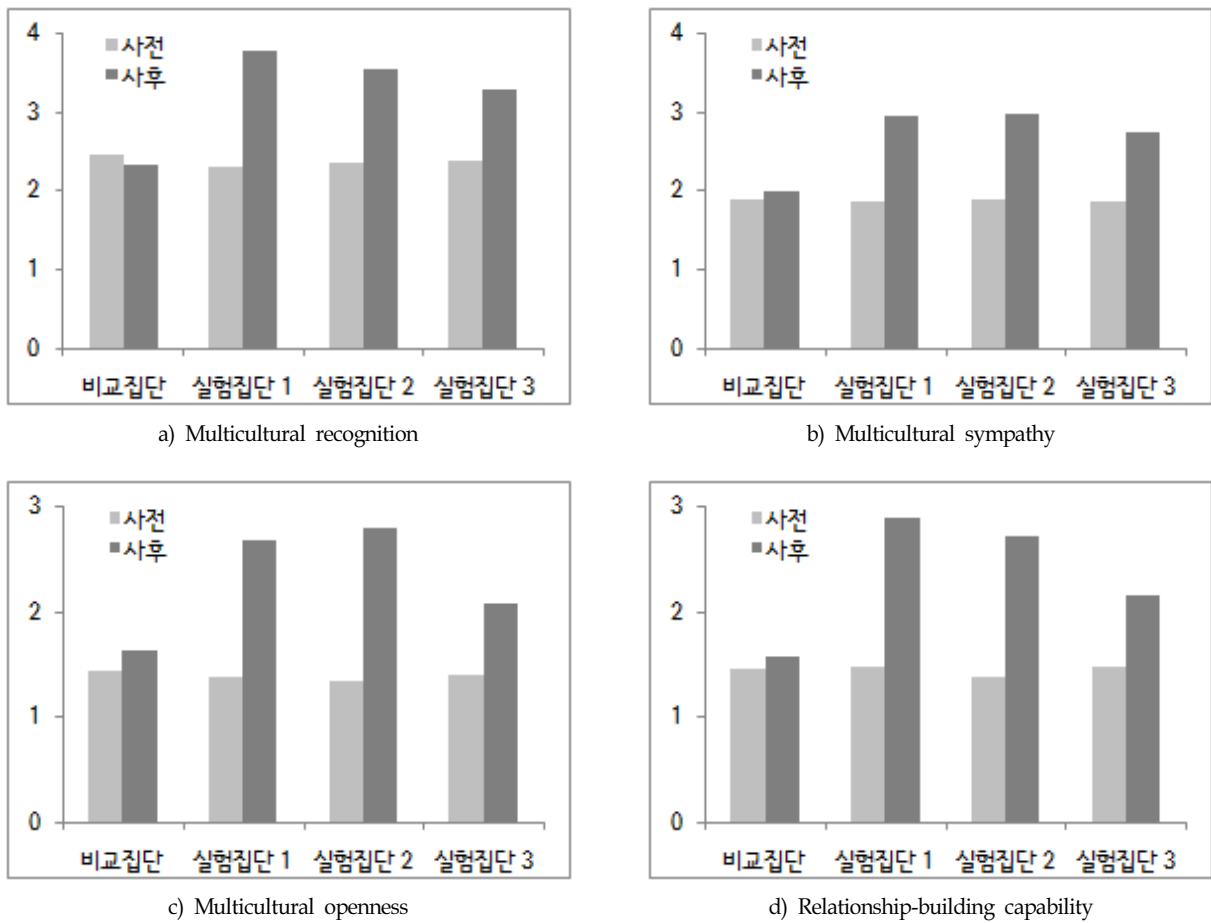 4
3
2
1
0
사전
사후
비교집단 실험집단 1 실험집단 2 실험집단 3
a) Multicultural recognition
4
3
2
1
0
사전
사후
비교집단 실험집단 1 실험집단 2 실험집단 3
b) Multicultural sympathy
3
2
1
0
사전
사후
비교집단 실험집단 1 실험집단 2 실험집단 3
c) Multicultural openness
3
2
1
0
사전
사후
비교집단 실험집단 1 실험집단 2 실험집단 3
d) Relationship-building capability